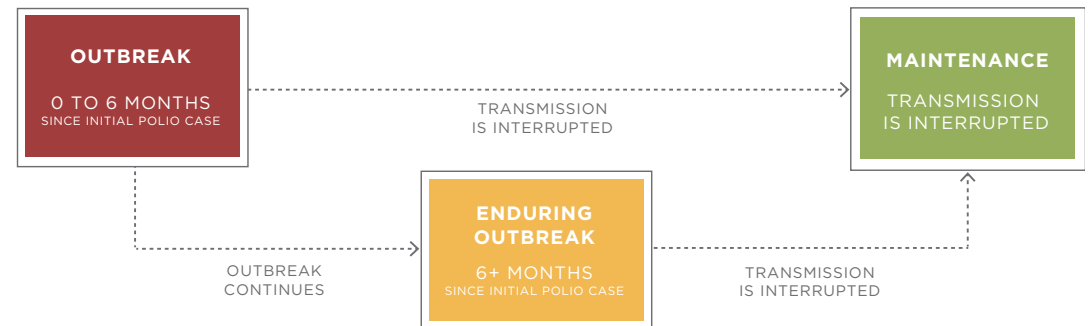 OUTBREAK
0 TO 6 MONTHS
SINCE INITIAL POLIO CASE
TRANSMISSION
IS INTERRUPTED
MAINTENANCE
TRANSMISSION
IS INTERRUPTED
OUTBREAK
CONTINUES
ENDURING
OUTBREAK
6+ MONTHS
SINCE INITIAL POLIO CASE
TRANSMISSION
IS INTERRUPTED